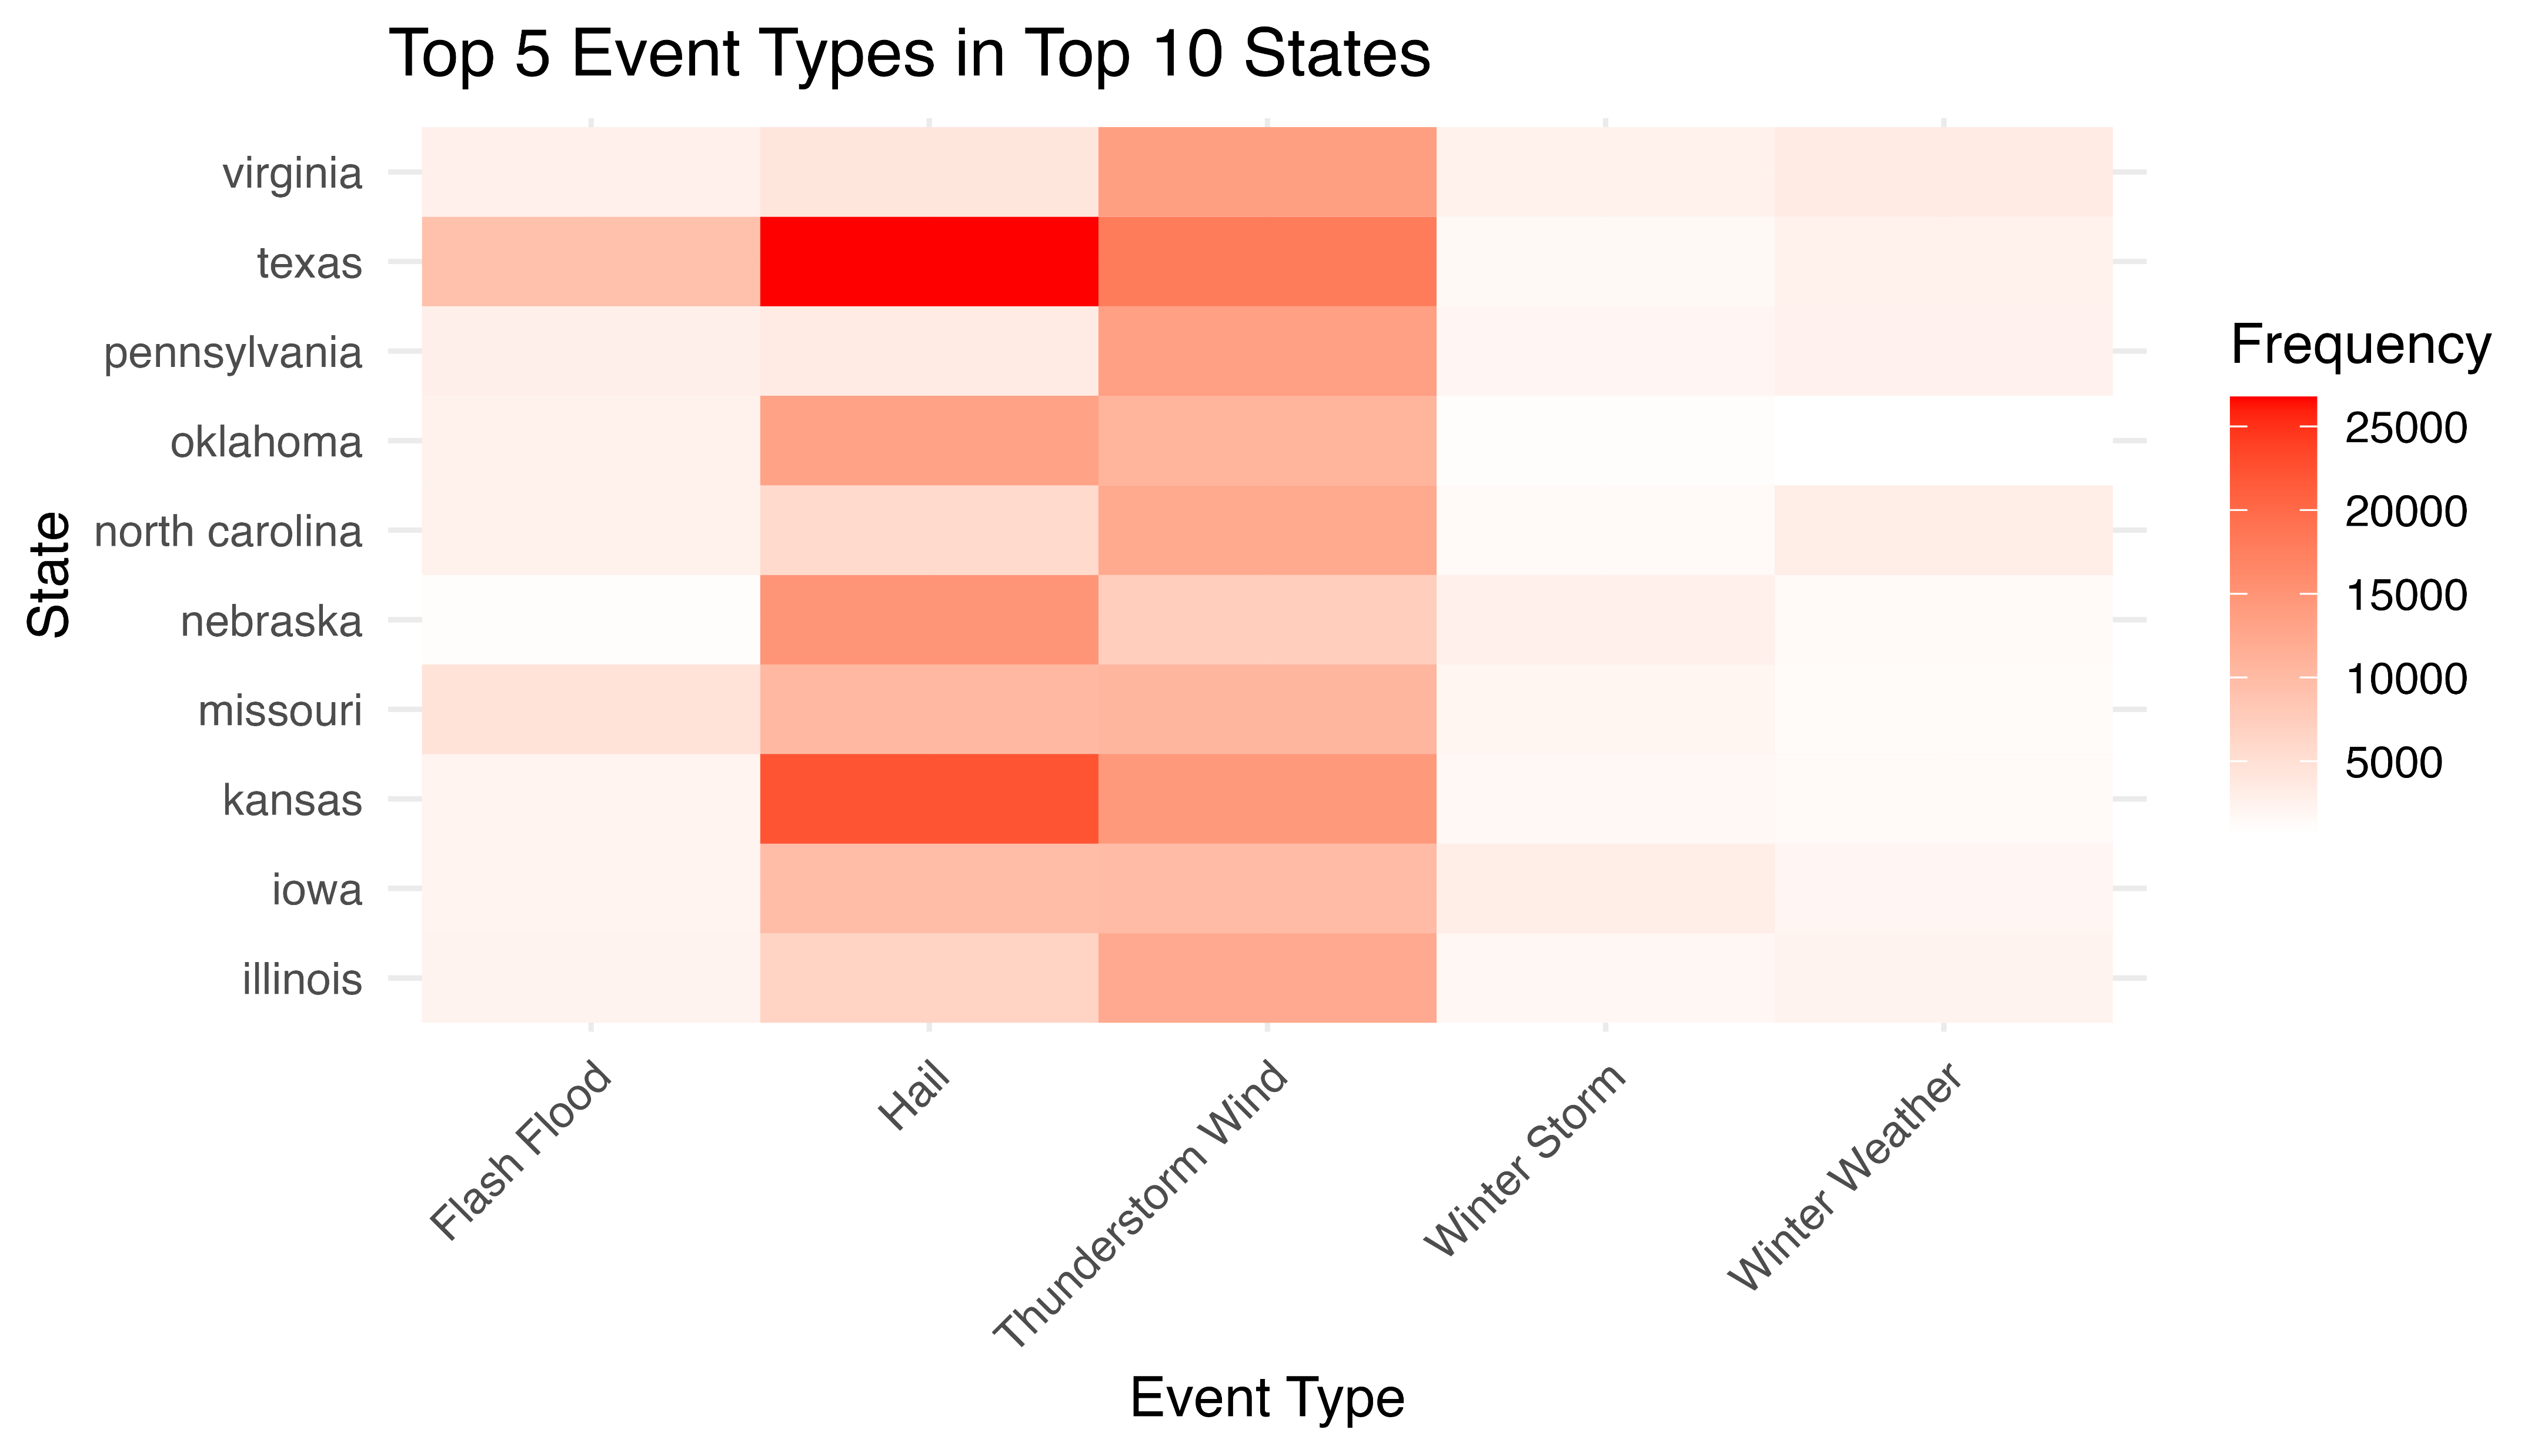 Top 5 Event Types in Top 10 States
State
virginia
texas
pennsylvania
oklahoma
north carolina
nebraska
missouri
kansas
iowa
illinois
Flash Flood
Hail
Thunderstorm Wind
Winter Storm
Winter Weather
Event Type
Frequency
25000
20000
15000
10000
5000